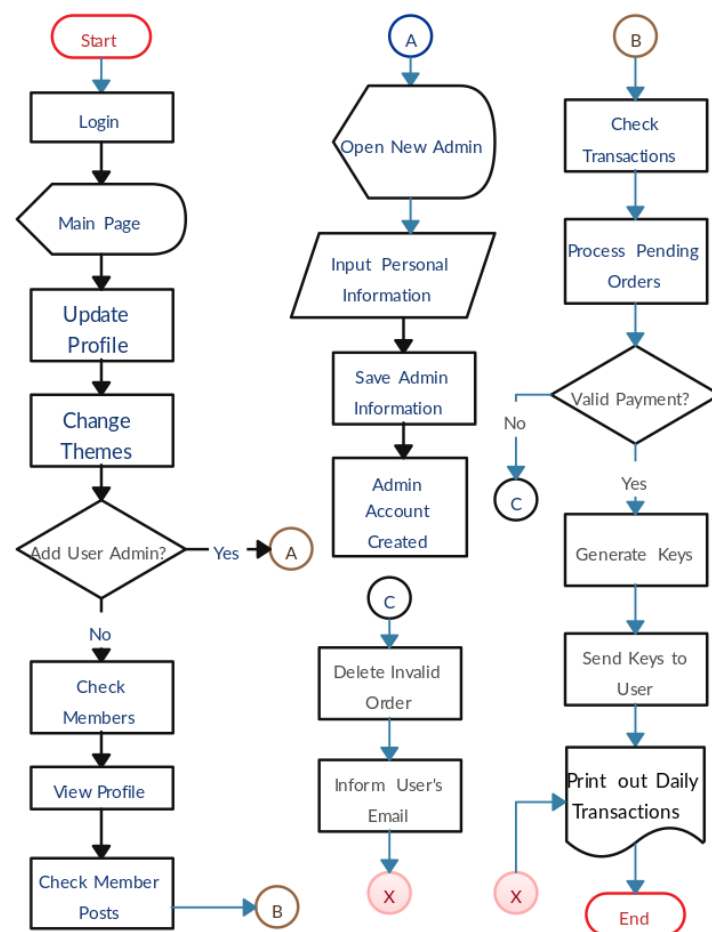 Start
Login
Main Page
Update
Profile
Change
Themes
Add User Admin?
Yes
A
No
Check
Members
View Profile
Check Member
Posts
B
A
Open New Admin
Input Personal
Information
Save Admin
Information
Admin
Account
Created
C
Delete Invalid
Order
Inform User's
Email
X
B
Check
Transactions
Process Pending
Orders
Valid Payment?
No
C
Yes
Generate Keys
Send Keys to
User
Print out Daily
Transactions
X
End